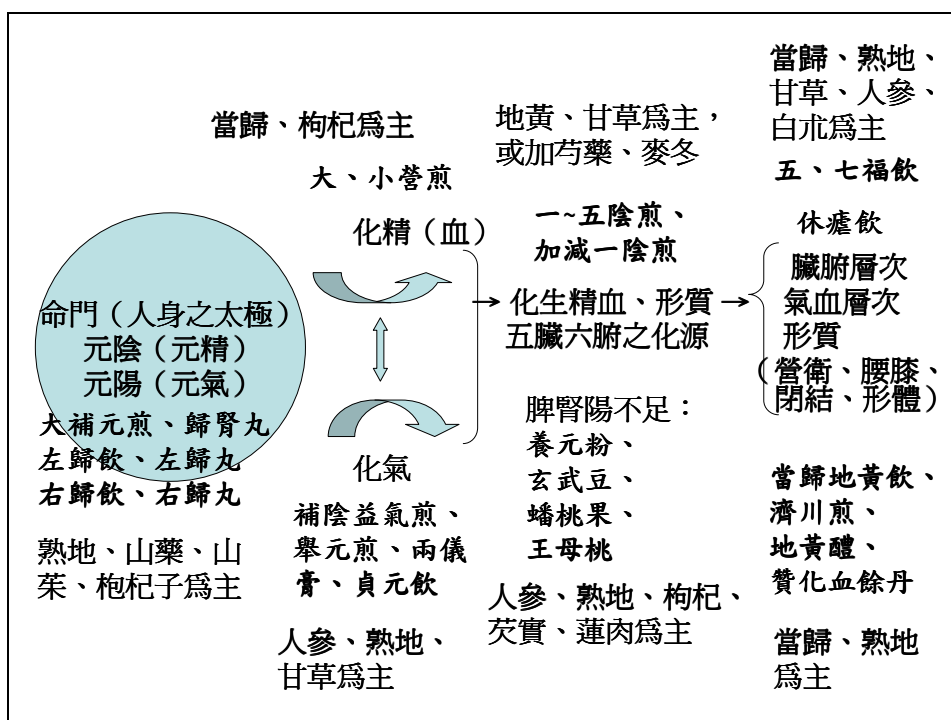 當歸、枸杞爲主
大、小營煎
化精（血）
命門（人身之太極）
元陰（元精）
元陽（元氣）
大補元煎、歸腎丸
左歸飲、左歸丸
右歸飲、右歸丸
熟地、山藥、山
茱、枸杞子爲主
化氣
補陰益氣煎、
舉元煎、兩儀
膏、貞元飲
人參、熟地、
甘草爲主
地黃、甘草爲主，
或加芍藥、麥冬
一~五陰煎、
加減一陰煎
化生精血、形質
五臟六腑之化源
脾腎陽不足：
養元粉、
玄武豆、
蟠桃果、
王母桃
人參、熟地、枸杞、
芡實、蓮肉爲主
當歸、熟地、
甘草、人參、
白朮爲主
五、七福飲
休瘧飲
臟腑層次
氣血層次
形質
（營衛、腰膝、
閉結、形體）
當歸地黃飲、
濟川煎、
地黃醴、
贊化血餘丹
當歸、熟地
爲主